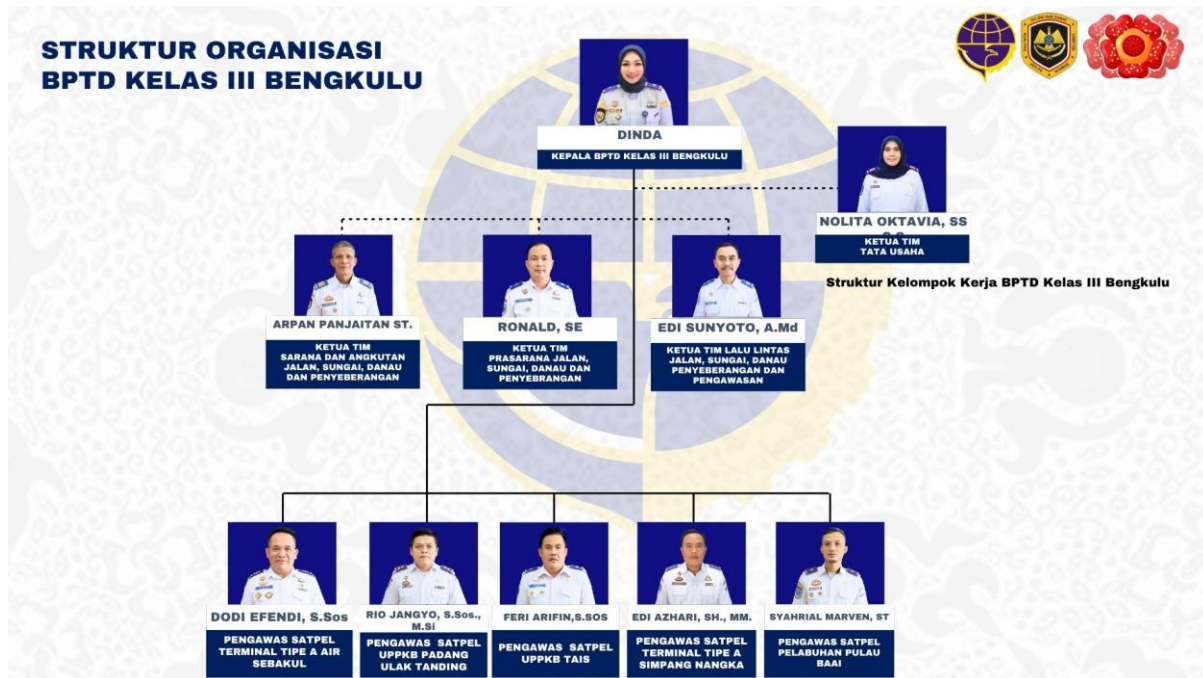 STRUKTUR ORGANISASI
BPTD KELAS III BENGKULU
DINDA
KEPALA BPTD KELAS III BENGKULU
NOLITA OKTAVIA, SS
KETUA TIM
TATA USAHA
Struktur Kelompok Kerja BPTD Kelas III Bengkulu
ARPAN PANJAITAN ST.
KETUA TIM
SARANA DAN ANGKUTAN
JALAN, SUNGAI, DANAU
DAN PENYEBERANGAN
RONALD, SE
KETUA TIM
PRASARANA JALAN,
SUNGAI, DANAU DAN
PENYEBRANGAN
EDI SUNYOTO, A.Md
KETUA TIM LALU LINTAS
JALAN, SUNGAI, DANAU
PENYEBERANGAN DAN
PENGAWASAN
DODI EFENDI, S.Sos
PENGAWAS SATPEL
TERMINAL TIPE A AIR
SEBAKUL
RIO JANGYO, S.Sos.,
M.Si
PENGAWAS SATPEL
UPPKB PADANG
ULAK TANDING
FERI ARIFIN,S.SOS
PENGAWAS SATPEL
UPPKB TAIS
EDI AZHARI, SH., MM.
PENGAWAS SATPEL
TERMINAL TIPE A
SIMPANG NANGKA
SYAHRIAL MARVEN, ST
PENGAWAS SATPEL
PELABUHAN PULAU
BAAI